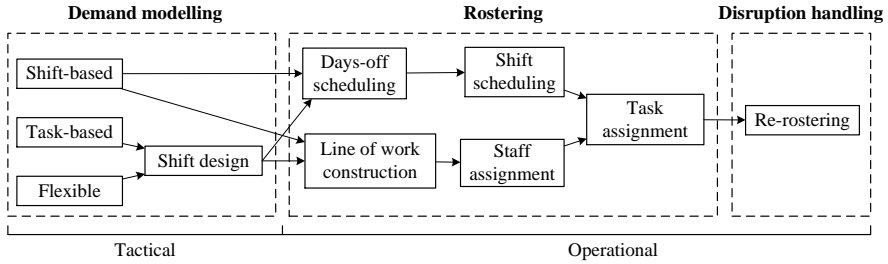 Demand modelling
Rostering
Disruption handling
Shift-based
Task-based
Flexible
Shift design
Days-off
scheduling
Shift
scheduling
Line of work
construction
Staff
assignment
Task
assignment
Re-rostering
Tactical
Operational